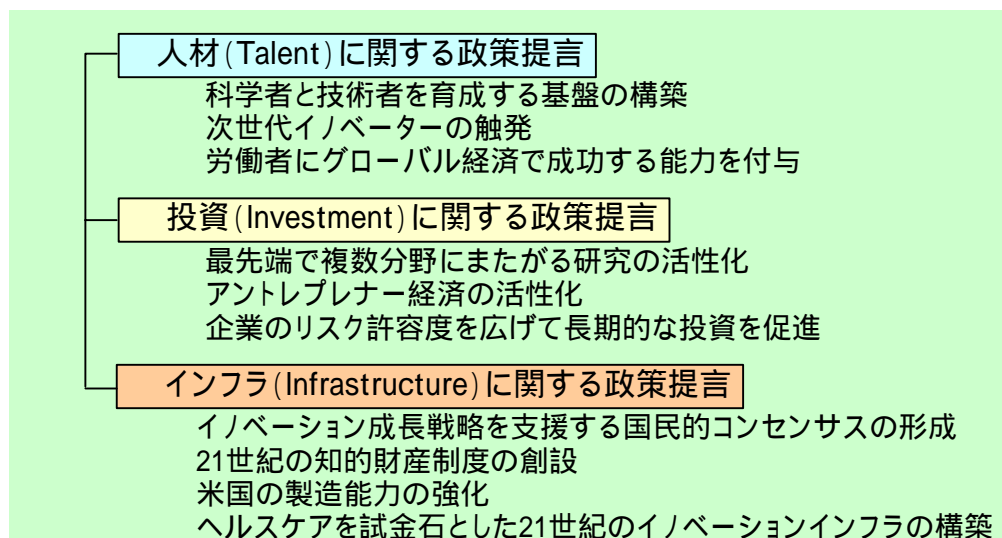 人材(Talent)に関する政策提言
科学者と技術者を育成する基盤の構築
次世代イノベーターの触発
労働者にグローバル経済で成功する能力を付与
投資(Investment)に関する政策提言
最先端で複数分野にまたがる研究の活性化
アントレプレナー経済の活性化
企業のリスク許容度を広げて長期的な投資を促進
インフラ(Infrastructure)に関する政策提言
イノベーション成長戦略を支援する国民的コンセンサスの形成
21世紀の知的財産制度の創設
米国の製造能力の強化
ヘルスケアを試金石とした21世紀のイノベーションインフラの構築